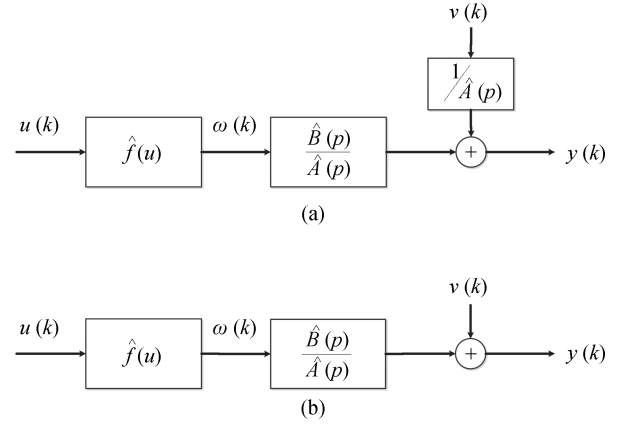 v (k)
1/Â (p)
u (k)
f̂ (u)
ω (k)
B̂ (p)
Â (p)
+
y (k)
(a)
v (k)
u (k)
f̂ (u)
ω (k)
B̂ (p)
Â (p)
+
y (k)
(b)